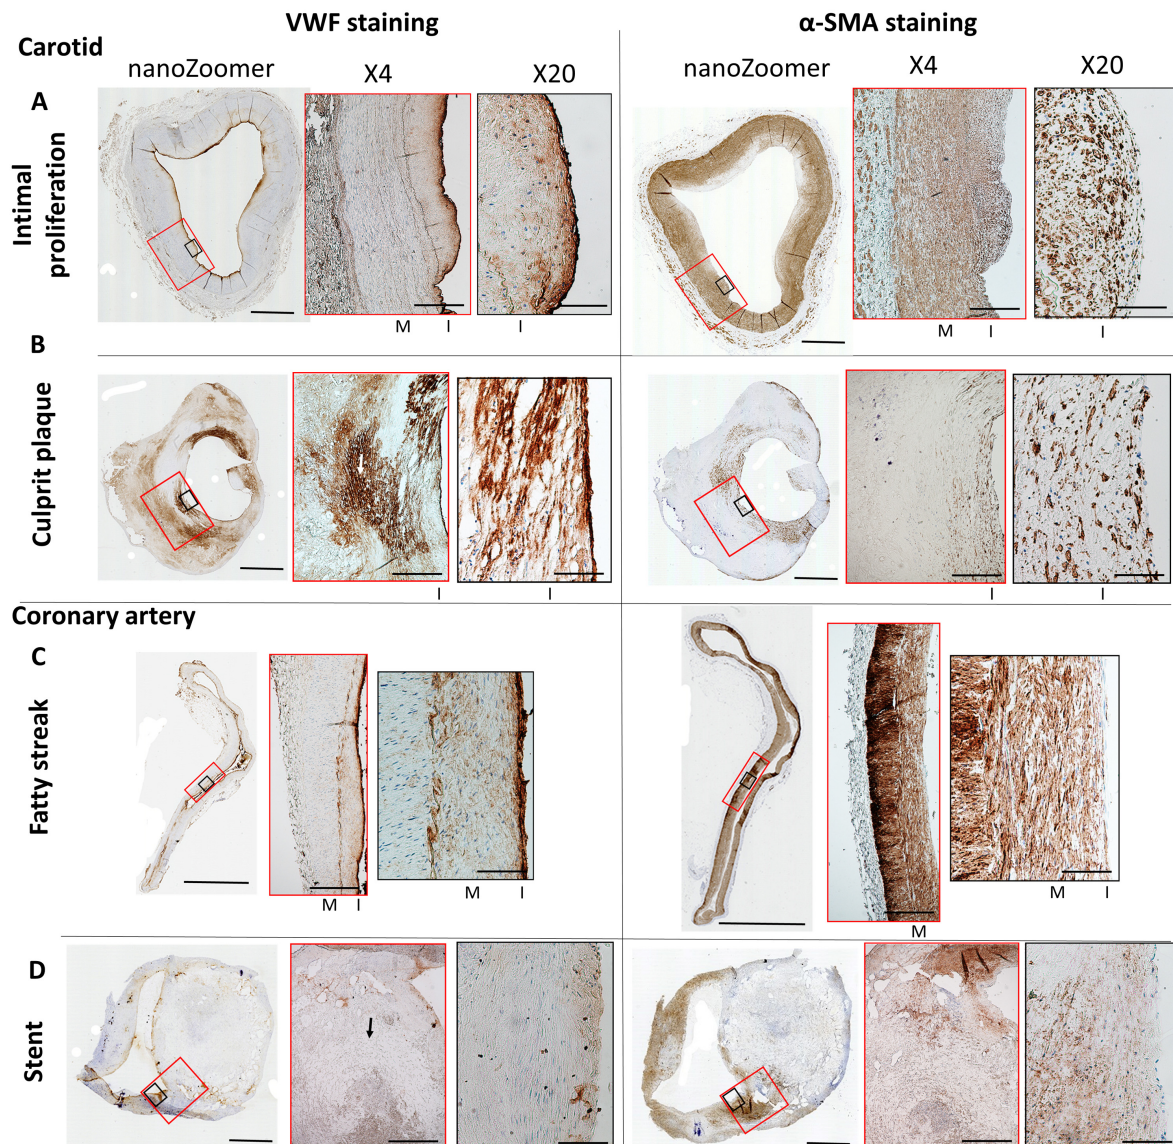 VWF staining
α-SMA staining
Carotid
nanoZoomer X4 X20
nanoZoomer X4 X20
A
Intimal
proliferation
M I I
M I I
B
Culprit plaque
I I
I I
Coronary artery
C
Fatty streak
M I M I
M M I
D
Stent